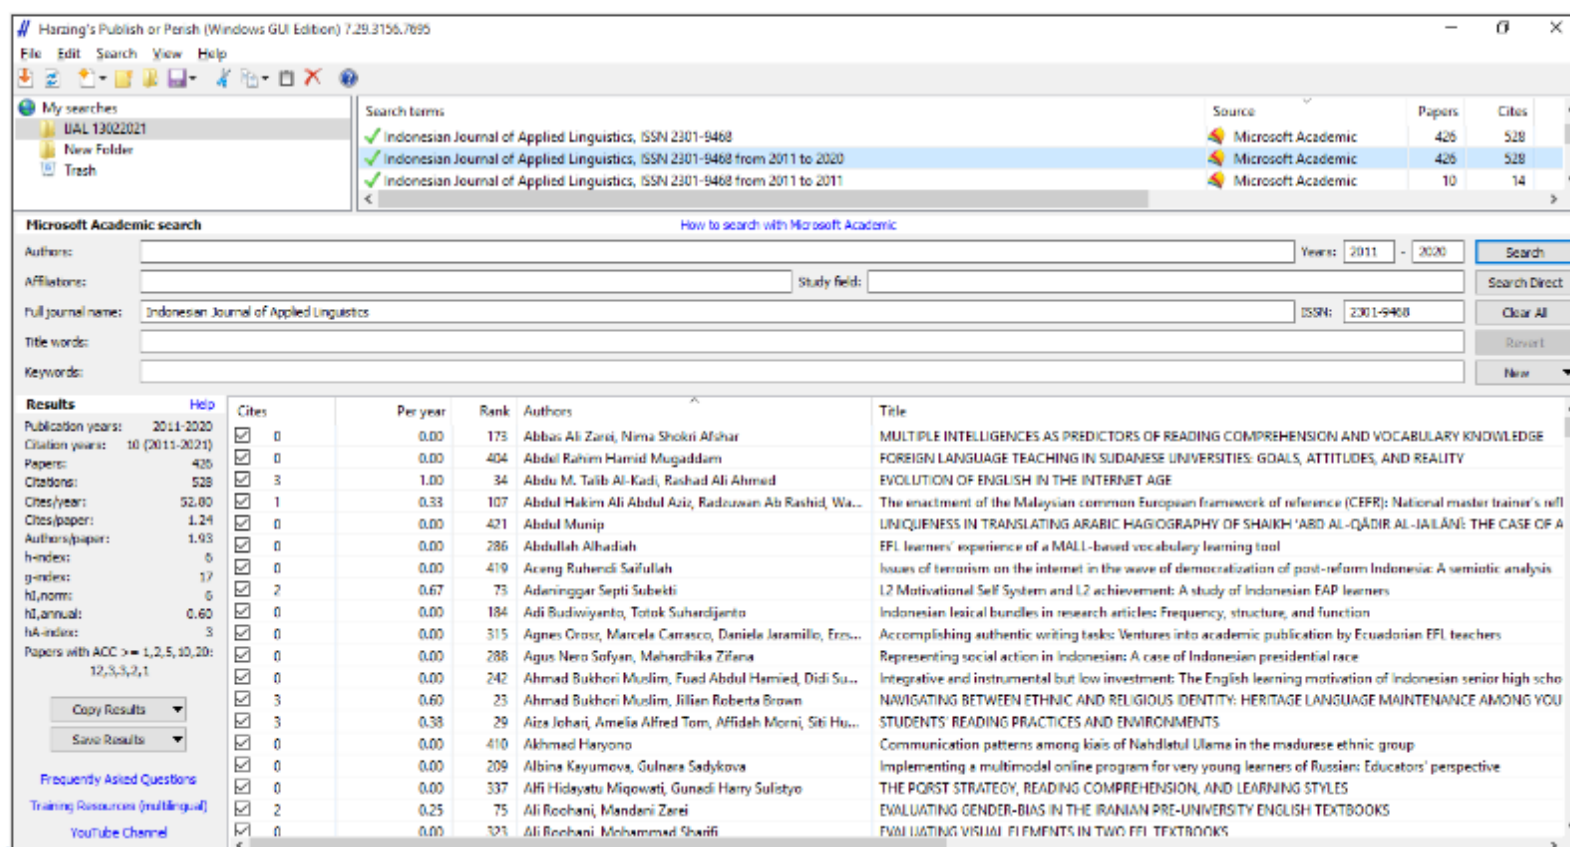 Harzing's Publish or Perish (Windows GUI Edition) 7.29.3156.7695
File Edit Search View Help
My searches
IJAL 13022021
New Folder
Trash
Search terms Source Papers Cites
Indonesian Journal of Applied Linguistics, ISSN 2301-9468 Microsoft Academic 426 528
Indonesian Journal of Applied Linguistics, ISSN 2301-9468 from 2011 to 2020 Microsoft Academic 426 528
Indonesian Journal of Applied Linguistics, ISSN 2301-9468 from 2011 to 2011 Microsoft Academic 10 14
Microsoft Academic search How to search with Microsoft Academic
Authors: Years: 2011 - 2020 Search
Affiliations: Study field: Search Direct
Full journal name: Indonesian Journal of Applied Linguistics ISSN: 2301-9468 Clear All
Title words: Revert
Keywords: New
Results Help
Publication years: 2011-2020
Citation years: 10 (2011-2021)
Papers: 426
Citations: 528
Cites/year: 52.80
Cites/paper: 1.24
Authors/paper: 1.93
h-index: 6
g-index: 17
hI,norm: 6
hI,annual: 0.60
hA-index: 3
Papers with ACC >= 1,2,5,10,20:
12,3,3,2,1
Copy Results
Save Results
Frequently Asked Questions
Training Resources (multilingual)
YouTube Channel
Cites Per year Rank Authors Title
0 0.00 173 Abbas Ali Zarei, Nima Shokri Afshar MULTIPLE INTELLIGENCES AS PREDICTORS OF READING COMPREHENSION AND VOCABULARY KNOWLEDGE
0 0.00 404 Abdel Rahim Hamid Mugaddam FOREIGN LANGUAGE TEACHING IN SUDANESE UNIVERSITIES: GOALS, ATTITUDES, AND REALITY
3 1.00 34 Abdu M. Talib Al-Kadi, Rashad Ali Ahmed EVOLUTION OF ENGLISH IN THE INTERNET AGE
1 0.33 107 Abdul Hakim Ali Abdul Aziz, Radzuwan Ab Rashid, Wa... The enactment of the Malaysian common European framework of reference (CEFR): National master trainer's refl
0 0.00 421 Abdul Munip UNIQUENESS IN TRANSLATING ARABIC HAGIOGRAPHY OF SHAIKH 'ABD AL-QĀDIR AL-JAILĀNĪ: THE CASE OF A
0 0.00 286 Abdullah Alhadiah EFL learners' experience of a MALL-based vocabulary learning tool
0 0.00 419 Aceng Ruhendi Saifullah Issues of terrorism on the internet in the wave of democratization of post-reform Indonesia: A semiotic analysis
2 0.67 73 Adaninggar Septi Subekti L2 Motivational Self System and L2 achievement: A study of Indonesian EAP learners
0 0.00 184 Adi Budiwiyanto, Totok Suhardijanto Indonesian lexical bundles in research articles: Frequency, structure, and function
0 0.00 315 Agnes Orosz, Marcela Carrasco, Daniela Jaramillo, Erzs... Accomplishing authentic writing tasks: Ventures into academic publication by Ecuadorian EFL teachers
0 0.00 288 Agus Nero Sofyan, Mahardhika Zifana Representing social action in Indonesian: A case of Indonesian presidential race
0 0.00 242 Ahmad Bukhori Muslim, Fuad Abdul Hamied, Didi Su... Integrative and instrumental but low investment: The English learning motivation of Indonesian senior high scho
3 0.60 23 Ahmad Bukhori Muslim, Jillian Roberta Brown NAVIGATING BETWEEN ETHNIC AND RELIGIOUS IDENTITY: HERITAGE LANGUAGE MAINTENANCE AMONG YOU
3 0.38 29 Aiza Johari, Amelia Alfred Tom, Affidah Morni, Siti Hu... STUDENTS' READING PRACTICES AND ENVIRONMENTS
0 0.00 410 Akhmad Haryono Communication patterns among kiais of Nahdlatul Ulama in the madurese ethnic group
0 0.00 209 Albina Kayumova, Gulnara Sadykova Implementing a multimodal online program for very young learners of Russian: Educators' perspective
0 0.00 337 Alfi Hidayatu Miqowati, Gunadi Harry Sulistyo THE PQRST STRATEGY, READING COMPREHENSION, AND LEARNING STYLES
2 0.25 75 Ali Roohani, Mandani Zarei EVALUATING GENDER-BIAS IN THE IRANIAN PRE-UNIVERSITY ENGLISH TEXTBOOKS
0 0.00 323 Ali Roohani, Mohammad Sharifi EVALUATING VISUAL ELEMENTS IN TWO EFL TEXTBOOKS